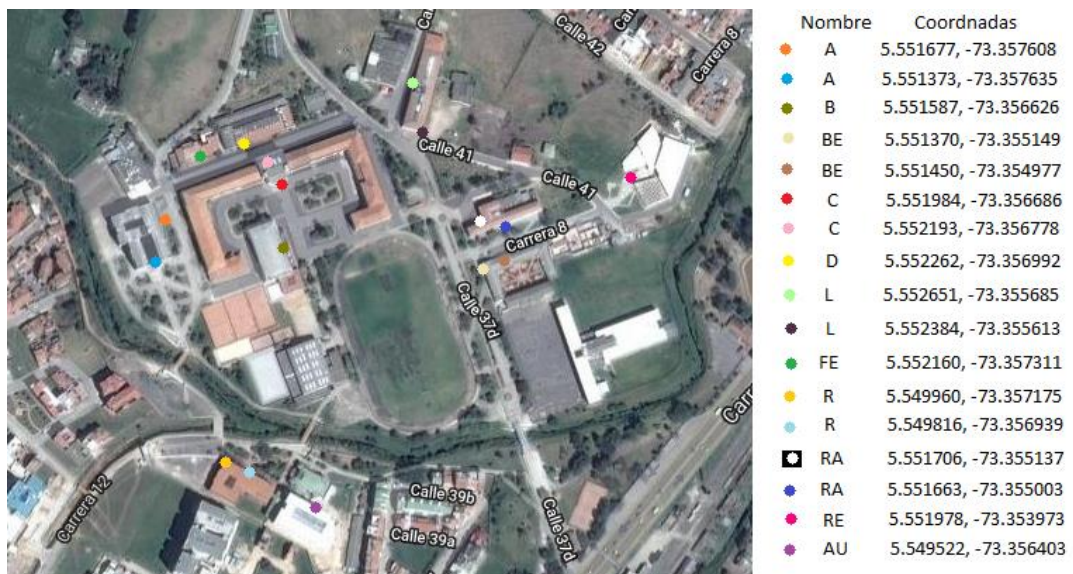 Carrera 8
Calle 42
Carrera 8
Calle 41
Calle 41
Carrera 8
Calle 37d
Carrera 12
Calle 39b
Calle 39a
Calle 37d
Nombre Coordnadas
A 5.551677, -73.357608
A 5.551373, -73.357635
B 5.551587, -73.356626
BE 5.551370, -73.355149
BE 5.551450, -73.354977
C 5.551984, -73.356686
C 5.552193, -73.356778
D 5.552262, -73.356992
L 5.552651, -73.355685
L 5.552384, -73.355613
FE 5.552160, -73.357311
R 5.549960, -73.357175
R 5.549816, -73.356939
RA 5.551706, -73.355137
RA 5.551663, -73.355003
RE 5.551978, -73.353973
AU 5.549522, -73.356403